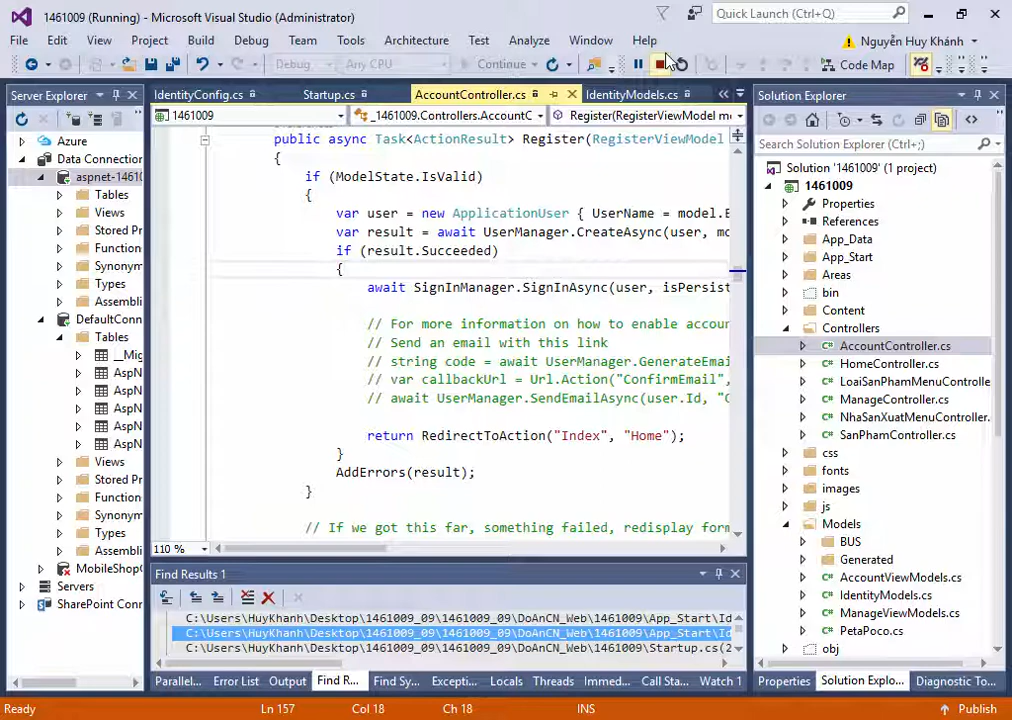 1461009 (Running) - Microsoft Visual Studio (Administrator)
Quick Launch (Ctrl+Q)
File Edit View Project Build Debug Team Tools Architecture Test Analyze Window Help
Nguyễn Huy Khánh
Debug Any CPU Continue Code Map
Server Explorer
Azure
Data Connection
aspnet-14610
Tables
Views
Stored Pr
Function
Synonym
Types
Assembli
DefaultConn
Tables
__Mig
AspN
AspN
AspN
AspN
AspN
Views
Stored Pr
Function
Synonym
Types
Assembli
MobileShop
Servers
SharePoint Conn
IdentityConfig.cs Startup.cs AccountController.cs IdentityModels.cs
1461009 _1461009.Controllers.AccountC Register(RegisterViewModel m
public async Task<ActionResult> Register(RegisterViewModel
{
if (ModelState.IsValid)
{
var user = new ApplicationUser { UserName = model.E
var result = await UserManager.CreateAsync(user, mo
if (result.Succeeded)
{
await SignInManager.SignInAsync(user, isPersist
// For more information on how to enable accou
// Send an email with this link
// string code = await UserManager.GenerateEmai
// var callbackUrl = Url.Action("ConfirmEmail",
// await UserManager.SendEmailAsync(user.Id, "C
return RedirectToAction("Index", "Home");
}
AddErrors(result);
}
// If we got this far, something failed, redisplay form
110 %
Find Results 1
C:\Users\HuyKhanh\Desktop\1461009_09\1461009_09\DoAnCN_Web\1461009\App_Start\Id
C:\Users\HuyKhanh\Desktop\1461009_09\1461009_09\DoAnCN_Web\1461009\App_Start\Id
C:\Users\HuyKhanh\Desktop\1461009_09\1461009_09\DoAnCN_Web\1461009\Startup.cs(2
Parallel... Error List Output Find R... Find Sy... Excepti... Locals Threads Immed... Call Sta... Watch 1
Solution Explorer
Search Solution Explorer (Ctrl+;)
Solution '1461009' (1 project)
1461009
Properties
References
App_Data
App_Start
Areas
bin
Content
Controllers
AccountController.cs
HomeController.cs
LoaiSanPhamMenuControlle
ManageController.cs
NhaSanXuatMenuController.
SanPhamController.cs
css
fonts
images
js
Models
BUS
Generated
AccountViewModels.cs
IdentityModels.cs
ManageViewModels.cs
PetaPoco.cs
obj
Properties Solution Explo... Diagnostic To...
Ready Ln 157 Col 18 Ch 18 INS Publish